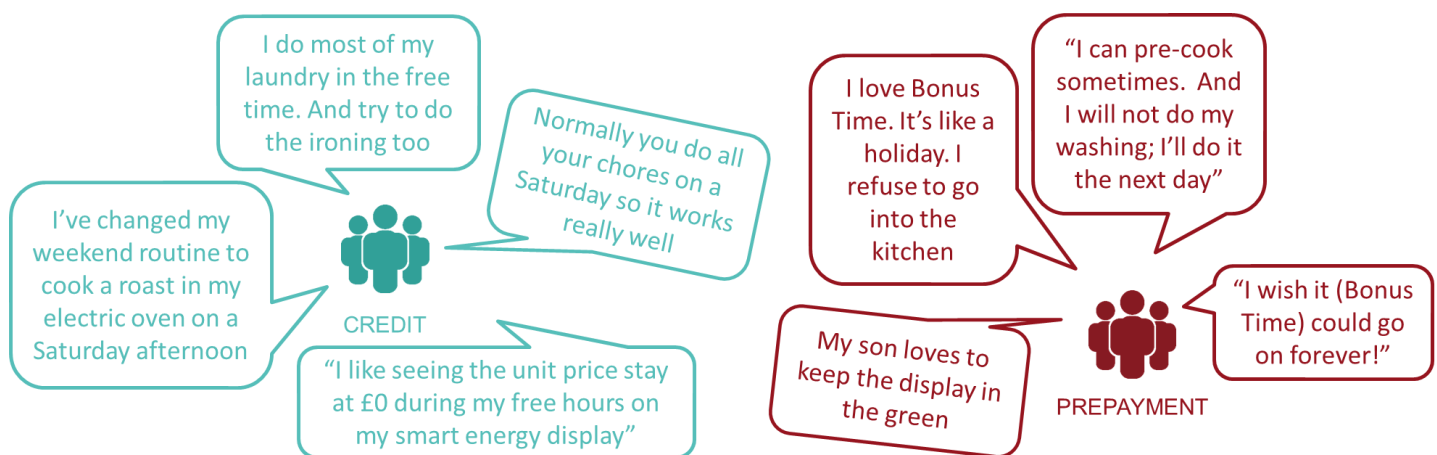 I do most of my
laundry in the free
time. And try to do
the ironing too
Normally you do all
your chores on a
Saturday so it works
really well
I’ve changed my
weekend routine to
cook a roast in my
electric oven on a
Saturday afternoon
CREDIT
“I like seeing the unit price stay
at £0 during my free hours on
my smart energy display”
I love Bonus
Time. It’s like a
holiday. I
refuse to go
into the
kitchen
“I can pre-cook
sometimes.  And
I will not do my
washing; I’ll do it
the next day”
“I wish it (Bonus
Time) could go
on forever!”
My son loves to
keep the display in
the green
PREPAYMENT